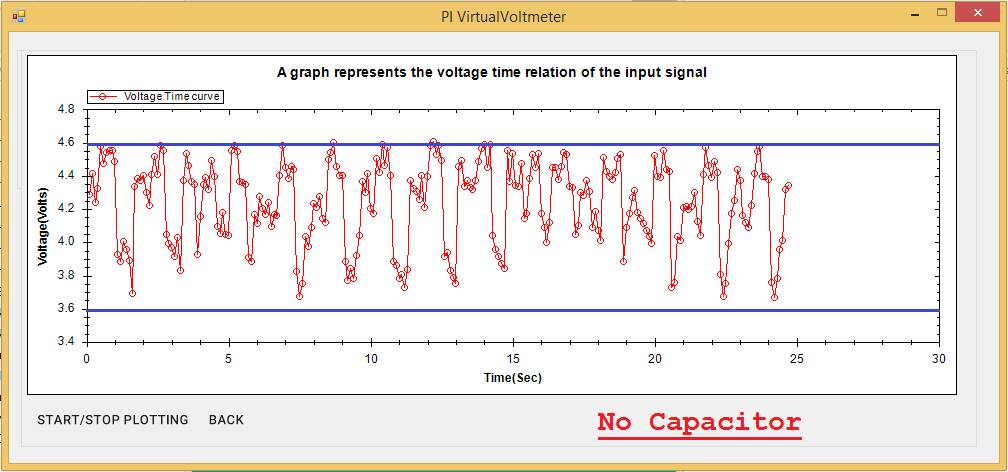 PI VirtualVoltmeter
A graph represents the voltage time relation of the input signal
Voltage Time curve
4.8
4.6
4.4
4.2
4.0
3.8
3.6
3.4
Voltage(Volts)
0 5 10 15 20 25 30
Time(Sec)
START/STOP PLOTTING BACK
No Capacitor